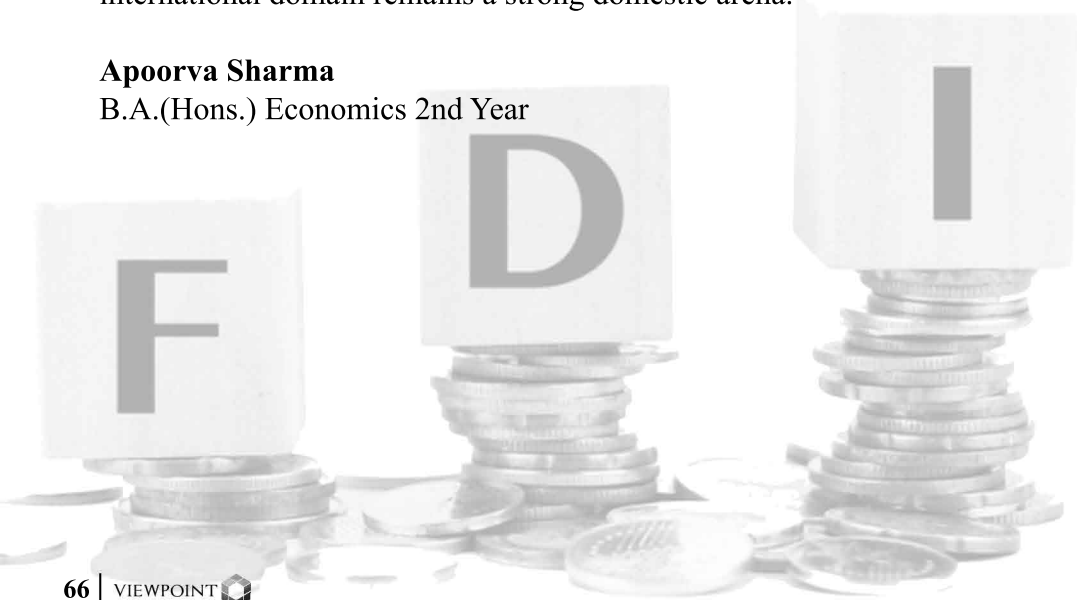 international domain remains a strong domestic arena.
Apoorva Sharma
B.A.(Hons.) Economics 2nd Year
F
D
I
66 | VIEWPOINT